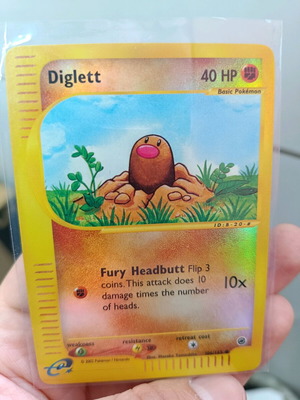 Diglett
40 HP
Basic Pokémon
Fury Headbutt Flip 3
coins. This attack does 10
damage times the number
of heads.
10x
weakness
resistance
retreat cost
e